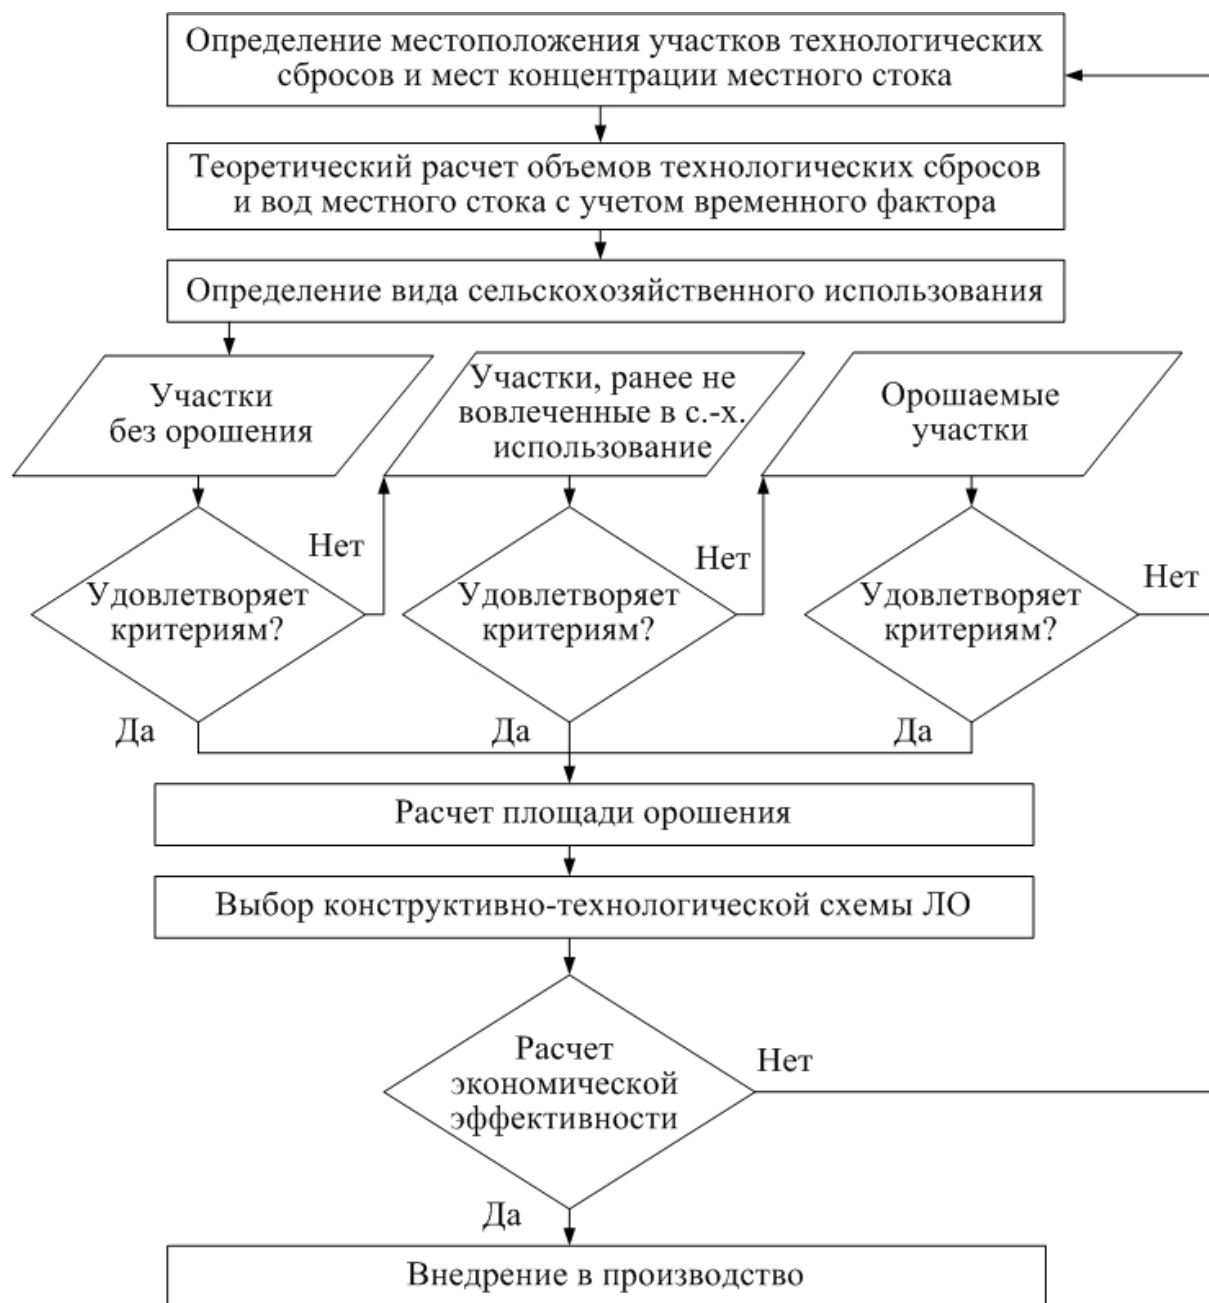 Определение местоположения участков технологических
сбросов и мест концентрации местного стока
Теоретический расчет объемов технологических сбросов
и вод местного стока с учетом временного фактора
Определение вида сельскохозяйственного использования
Участки
без орошения
Участки, ранее не
вовлеченные в с.-х.
использование
Орошаемые
участки
Нет
Нет
Нет
Удовлетворяет
критериям?
Удовлетворяет
критериям?
Удовлетворяет
критериям?
Да
Да
Да
Расчет площади орошения
Выбор конструктивно-технологической схемы ЛО
Расчет
экономической
эффективности
Нет
Да
Внедрение в производство